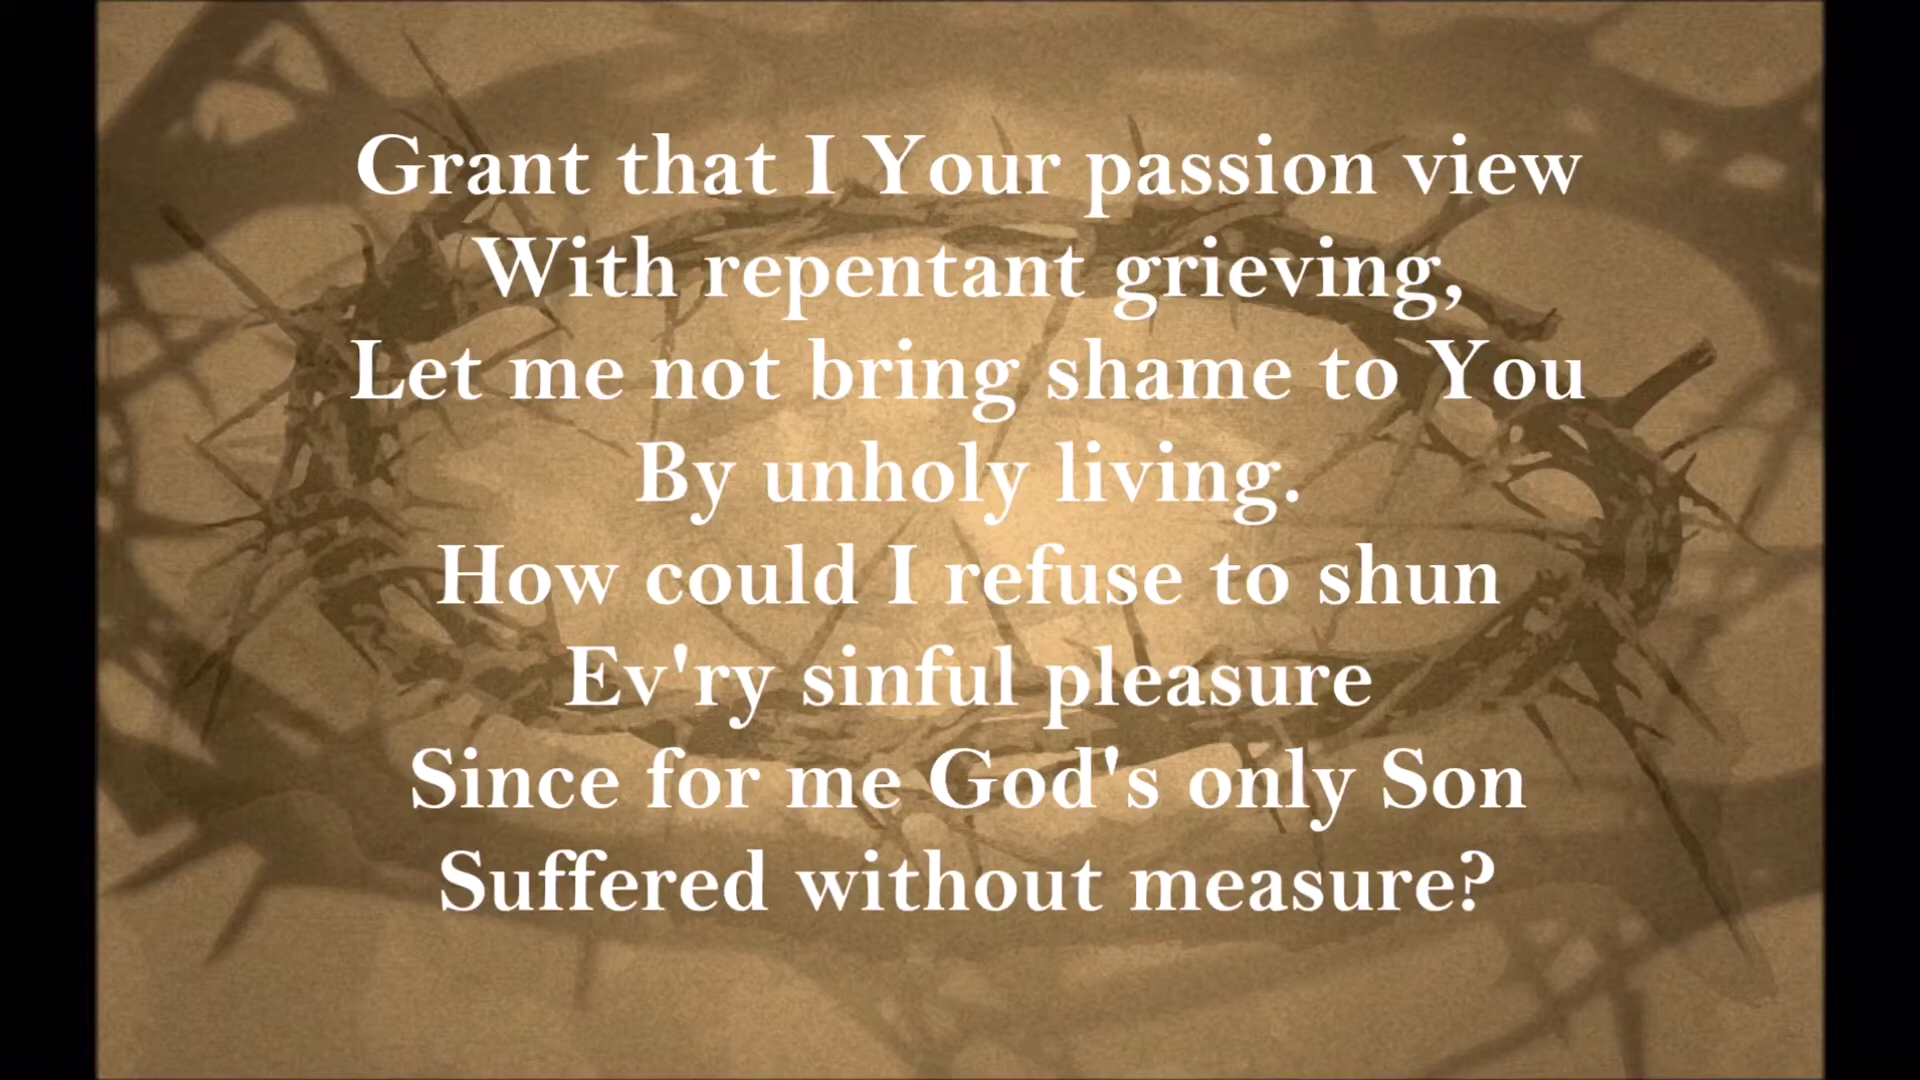 Grant that I Your passion view
With repentant grieving,
Let me not bring shame to You
By unholy living.
How could I refuse to shun
Ev'ry sinful pleasure
Since for me God's only Son
Suffered without measure?